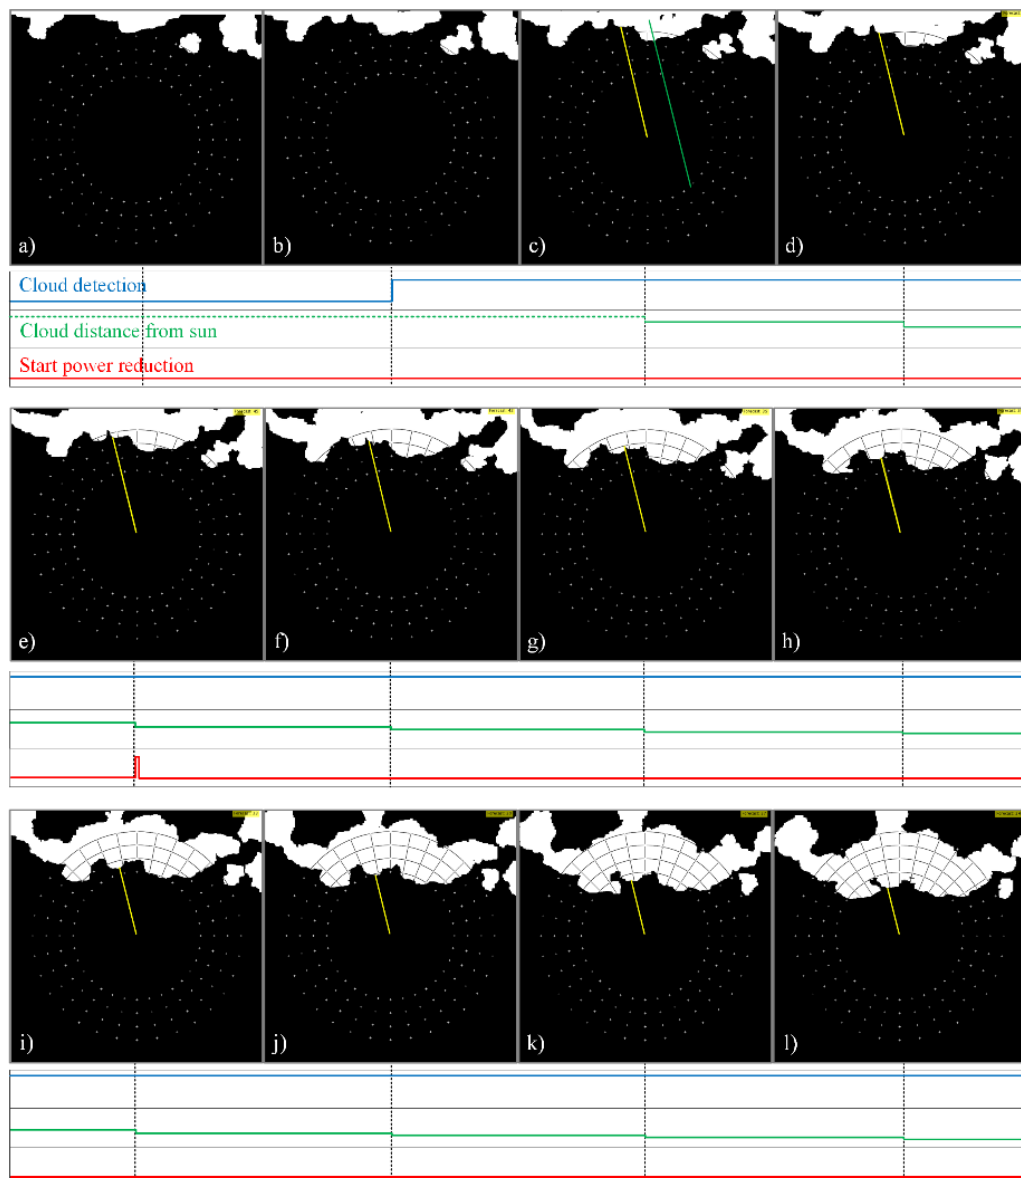 a)
b)
c)
d)
Cloud detection
Cloud distance from sun
Start power reduction
e)
f)
g)
h)
i)
j)
k)
l)